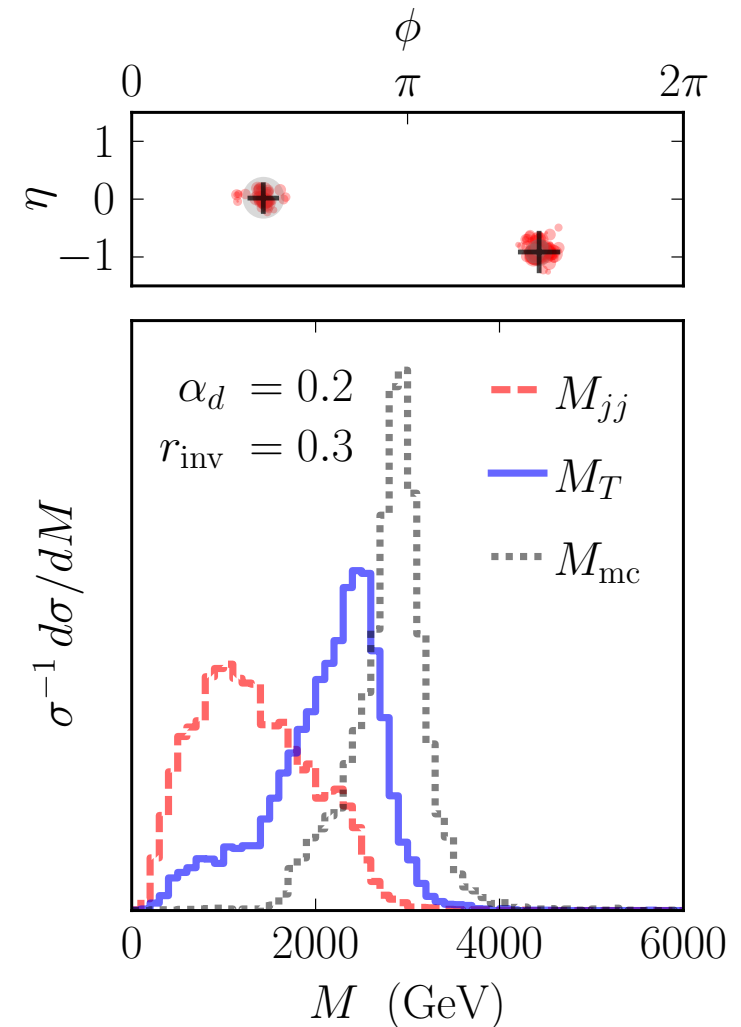 ϕ
0 π 2π
η
1
0
−1
α_d = 0.2
r_inv = 0.3
M_jj
M_T
M_mc
σ⁻¹ dσ/dM
0 2000 4000 6000
M (GeV)